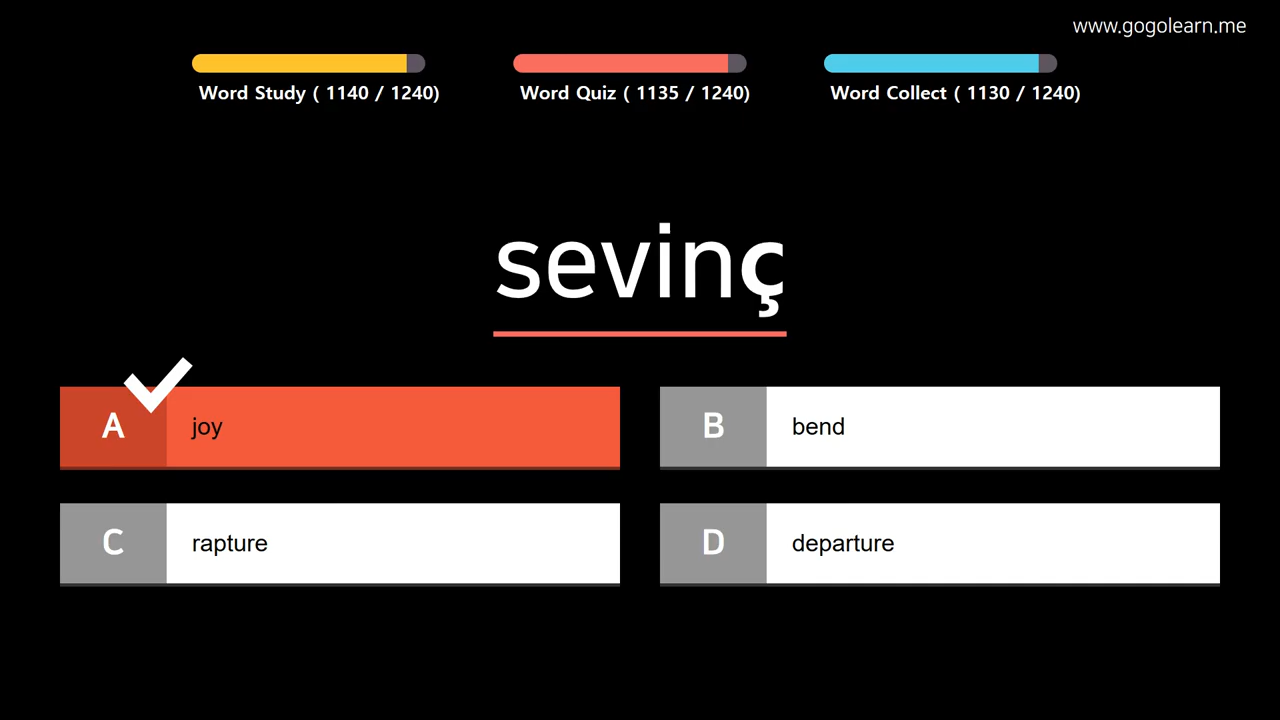 www.gogolearn.me
Word Study ( 1140 / 1240)
Word Quiz ( 1135 / 1240)
Word Collect ( 1130 / 1240)
sevinç
A joy
B bend
C rapture
D departure